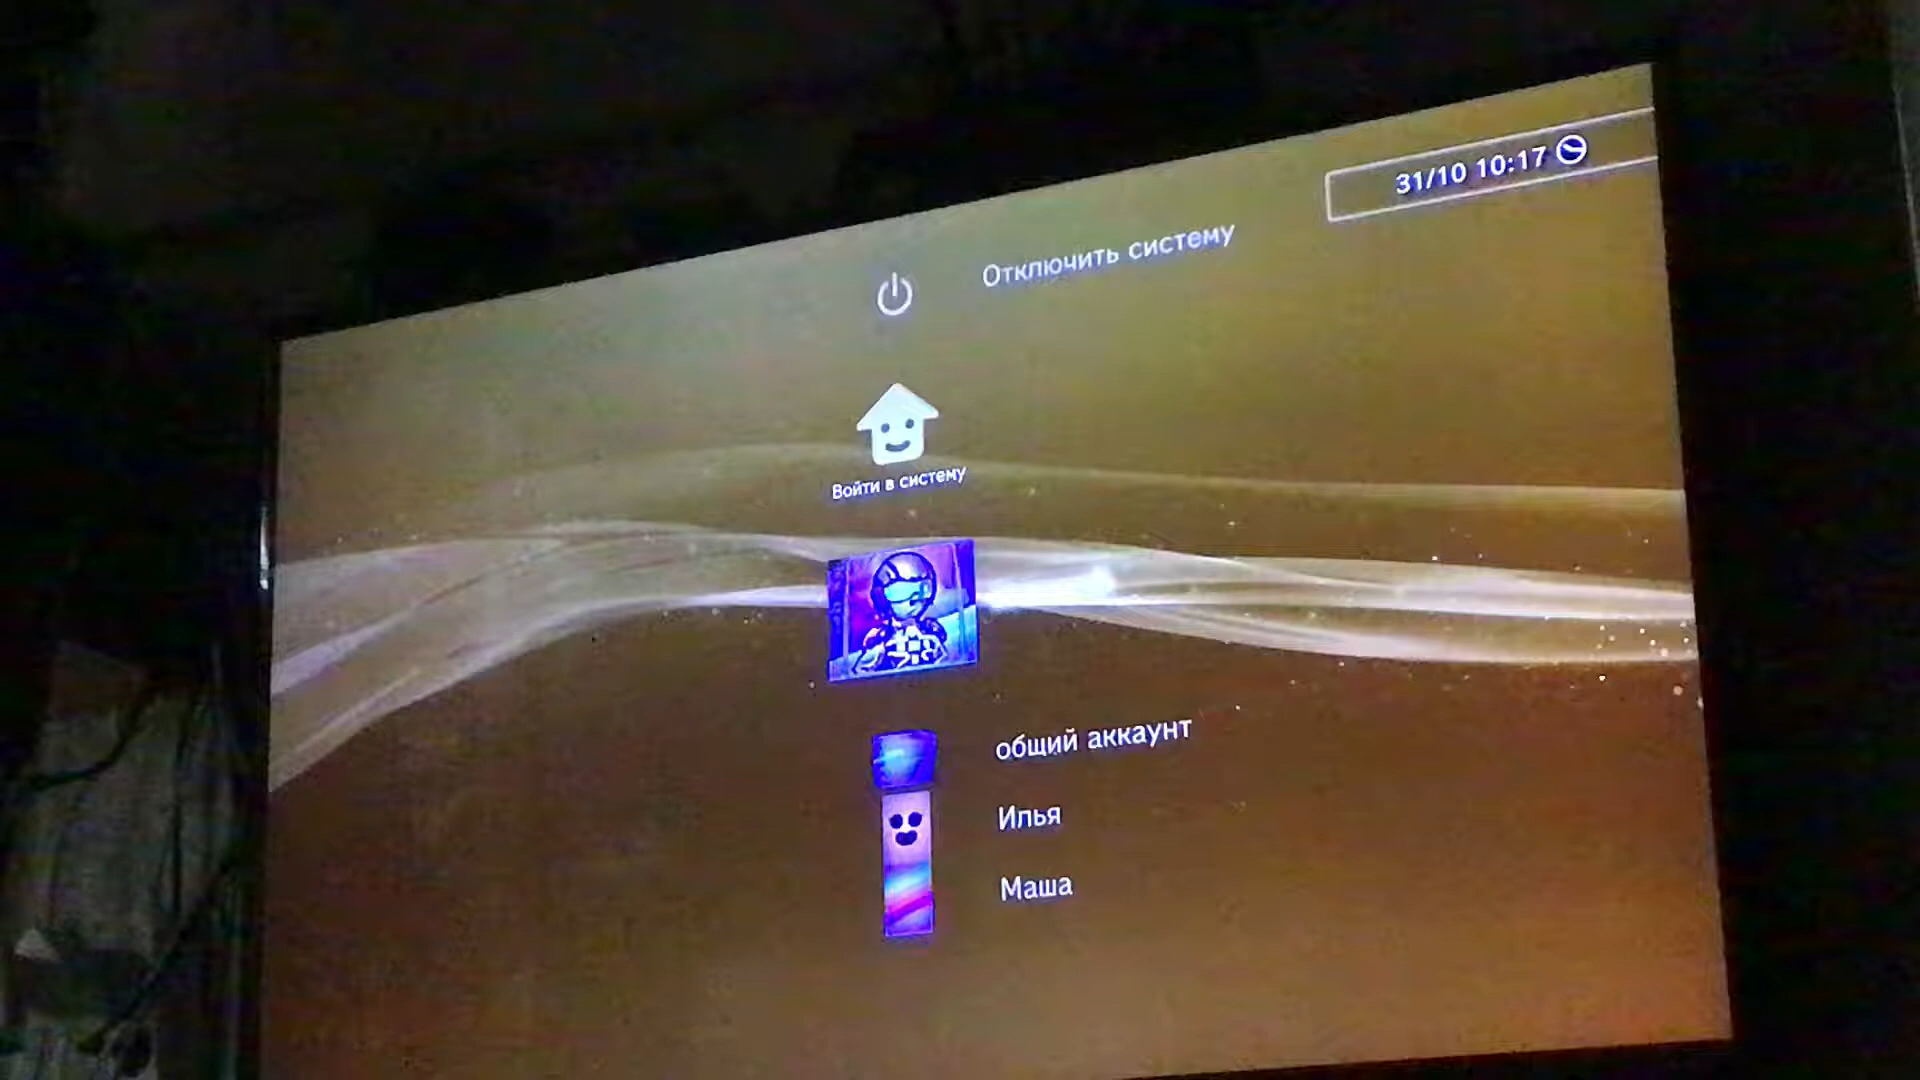 31/10 10:17
Отключить систему
Войти в систему
общий аккаунт
Илья
Маша